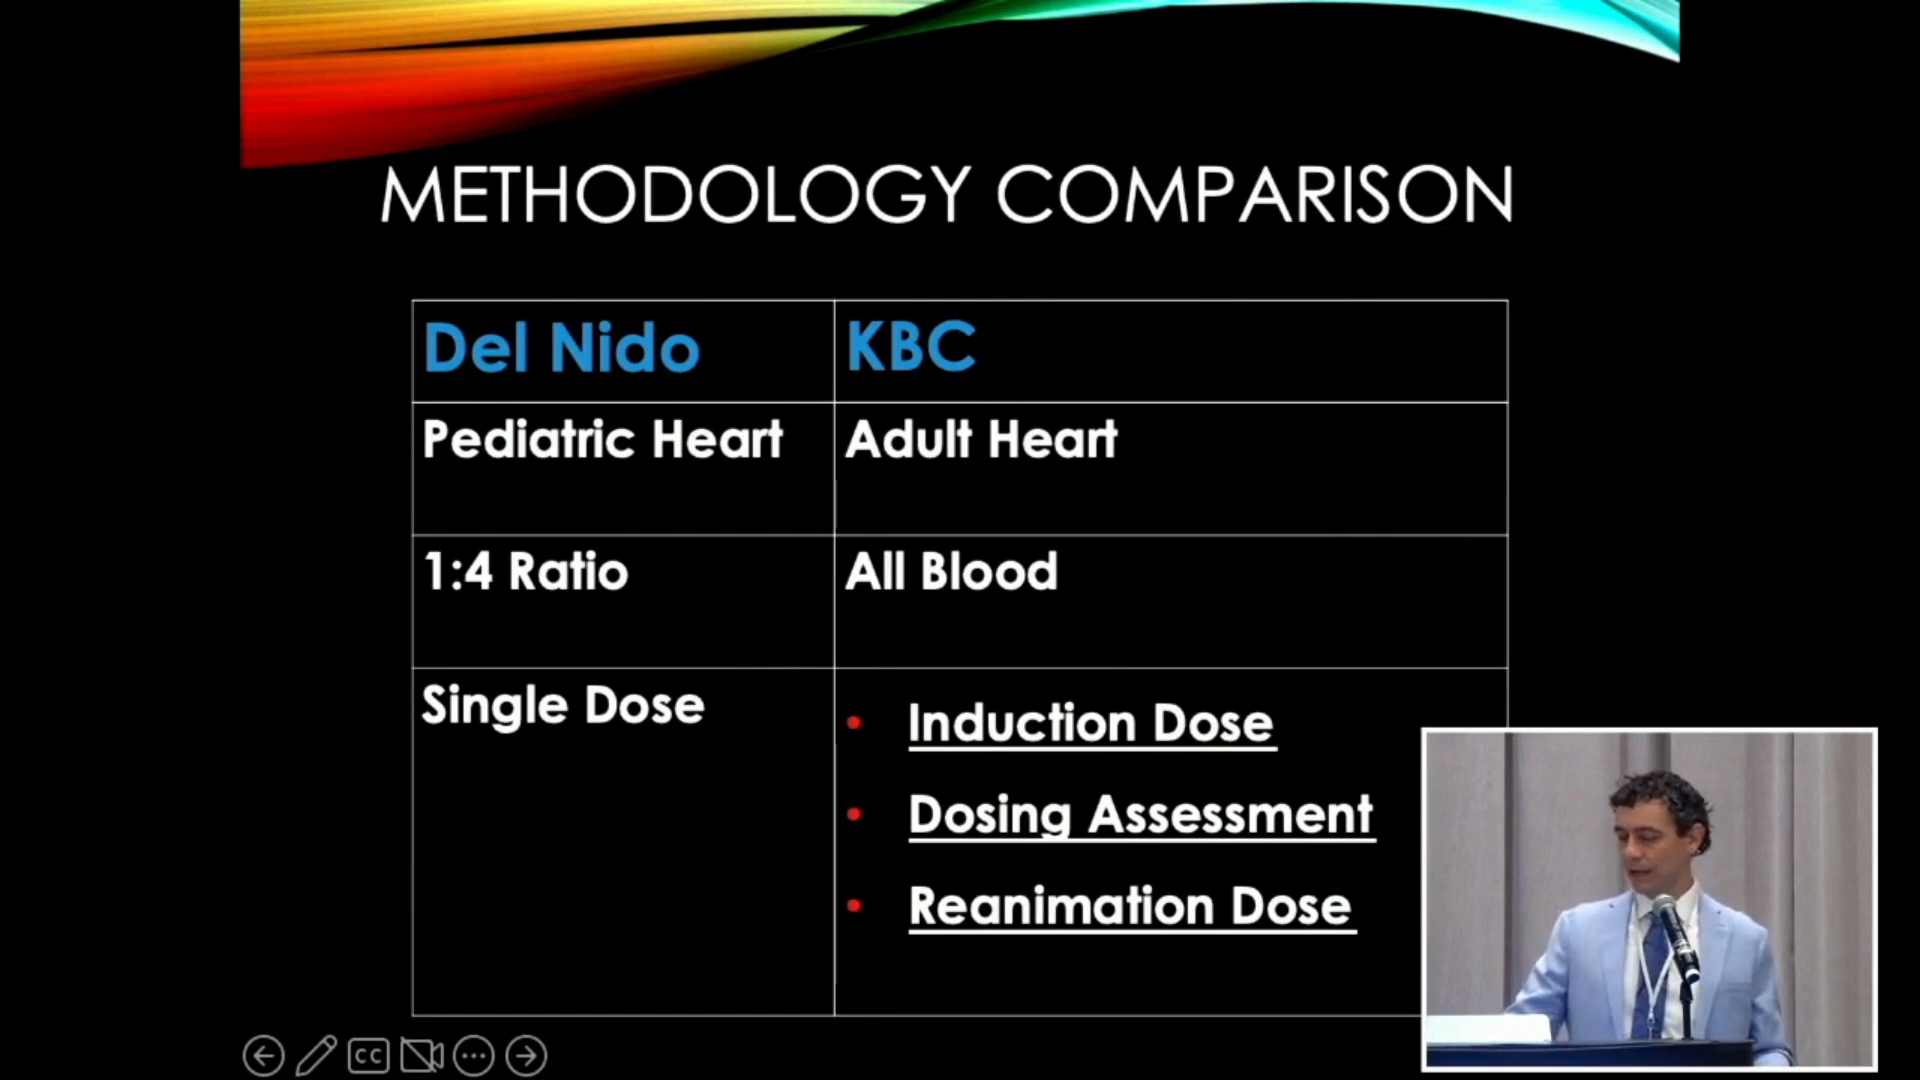 METHODOLOGY COMPARISON
Del Nido
KBC
Pediatric Heart
Adult Heart
1:4 Ratio
All Blood
Single Dose
• Induction Dose
• Dosing Assessment
• Reanimation Dose
CC